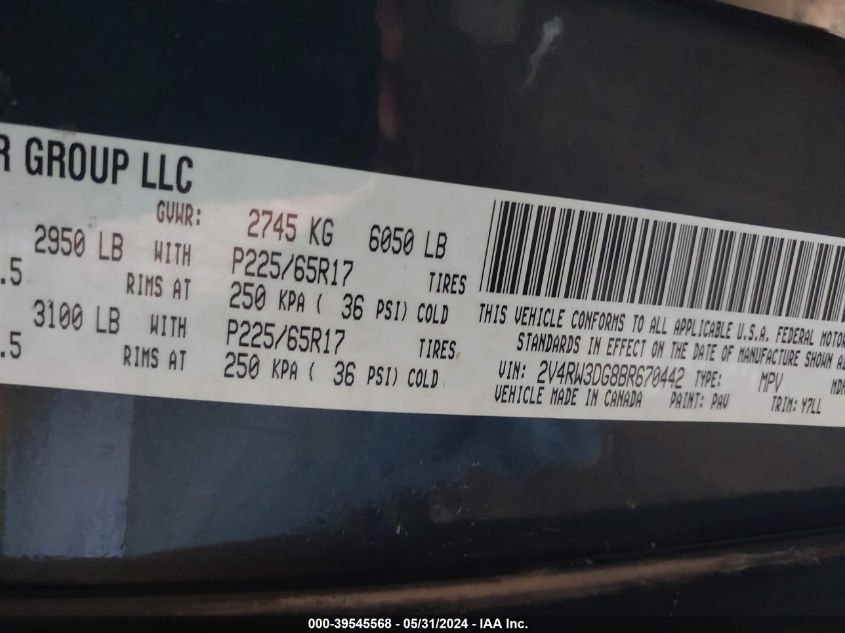 R GROUP LLC
GVWR: 2745 KG 6050 LB
2950 LB WITH P225/65R17 TIRES
.5 RIMS AT 250 KPA ( 36 PSI) COLD
3100 LB WITH P225/65R17 TIRES
.5 RIMS AT 250 KPA ( 36 PSI) COLD
THIS VEHICLE CONFORMS TO ALL APPLICABLE U.S.A. FEDERAL MOTOR
STANDARDS IN EFFECT ON THE DATE OF MANUFACTURE SHOWN A
VIN: 2V4RW3DG8BR670442 TYPE: MPV
VEHICLE MADE IN CANADA PAINT: PAV TRIM: Y7LL
000-39545568 - 05/31/2024 - IAA Inc.